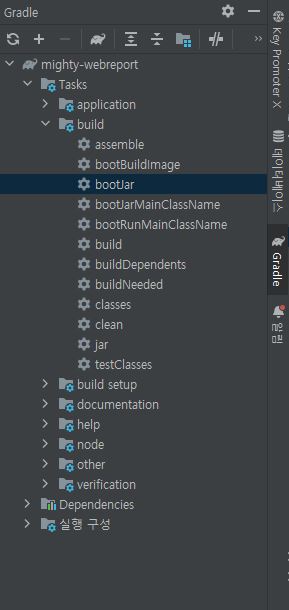 Gradle
mighty-webreport
Tasks
application
build
assemble
bootBuildImage
bootJar
bootJarMainClassName
bootRunMainClassName
build
buildDependents
buildNeeded
classes
clean
jar
testClasses
build setup
documentation
help
node
other
verification
Dependencies
실행 구성
Key Promoter X
데이터베이스
Gradle
알림